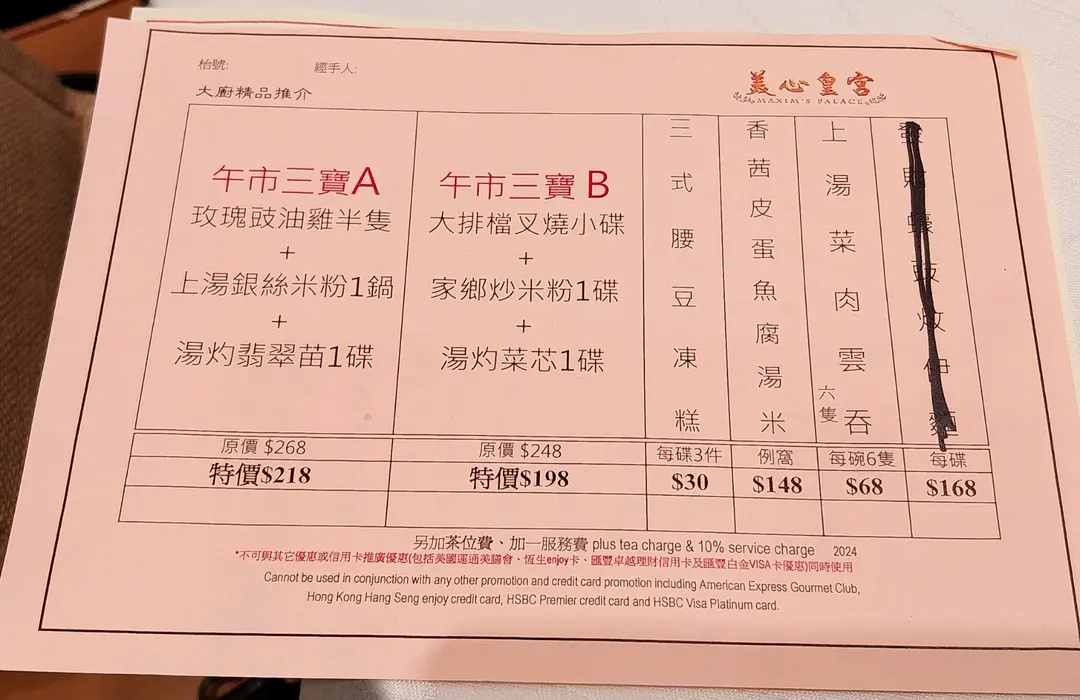 枱號:
經手人:
大廚精品推介
美心皇宮
MAXIM'S PALACE
午市三寶A
玫瑰豉油雞半隻
+
上湯銀絲米粉1鍋
+
湯灼翡翠苗1碟
原價 $268
特價$218
午市三寶 B
大排檔叉燒小碟
+
家鄉炒米粉1碟
+
湯灼菜芯1碟
原價 $248
特價$198
三式腰豆凍糕
每碟3件
$30
香茜皮蛋魚腐湯米
例窩
$148
上湯菜肉雲吞
六隻
每碗6隻
$68
發財蠔豉炆伊麵
每碟
$168
另加茶位費、加一服務費 plus tea charge & 10% service charge 2024
*不可與其它優惠或信用卡推廣優惠(包括美國運通美膳會、恆生enjoy卡、匯豐卓越理財信用卡及匯豐白金VISA卡優惠)同時使用
Cannot be used in conjunction with any other promotion and credit card promotion including American Express Gourmet Club,
Hong Kong Hang Seng enjoy credit card, HSBC Premier credit card and HSBC Visa Platinum card.